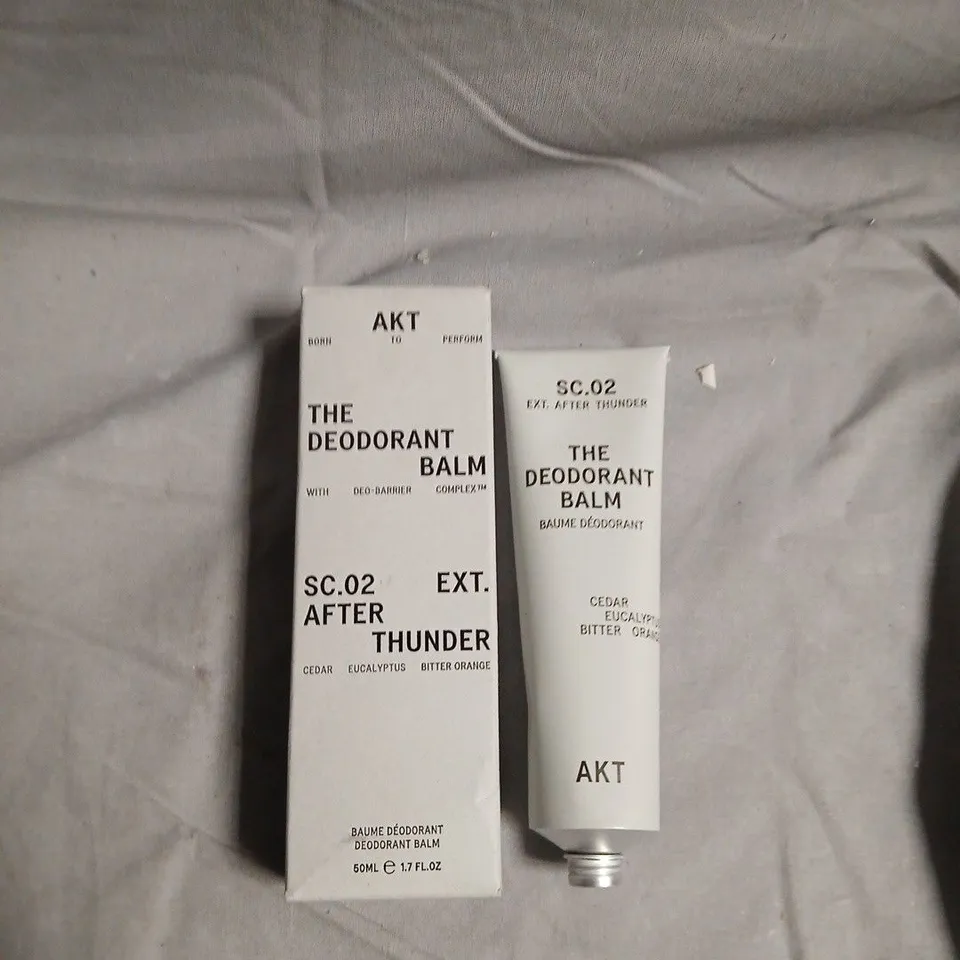 AKT
BORN TO PERFORM
THE
DEODORANT
BALM
WITH DEO-BARRIER COMPLEX™
SC.02 EXT.
AFTER
THUNDER
CEDAR EUCALYPTUS BITTER ORANGE
BAUME DÉODORANT
DEODORANT BALM
50ML ℮ 1.7 FL.OZ
SC.02
EXT. AFTER THUNDER
THE
DEODORANT
BALM
BAUME DÉODORANT
CEDAR
EUCALYPTUS
BITTER ORANGE
AKT